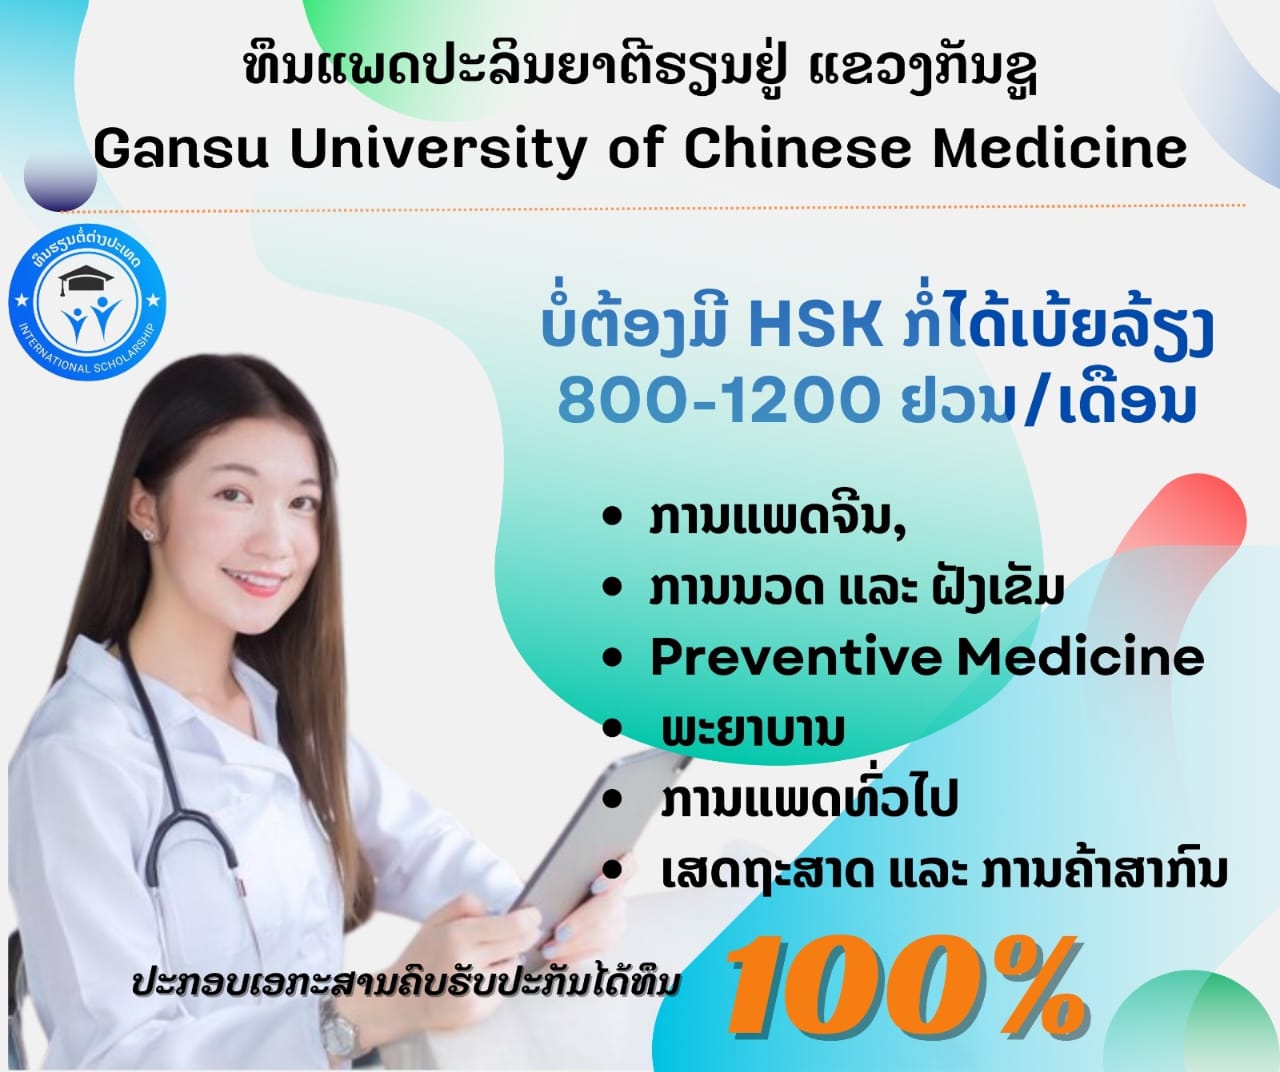 ທຶນແພດປະລິນຍາຕີຮຽນຢູ່ ແຂວງກັນຊູ
Gansu University of Chinese Medicine
ທຶນຮຽນຕໍ່ຕ່າງປະເທດ
INTERNATIONAL SCHOLARSHIP
ບໍ່ຕ້ອງມີ HSK ກໍ່ໄດ້ເບ້ຍລ້ຽງ
800-1200 ຢວນ/ເດືອນ
• ການແພດຈີນ,
• ການນວດ ແລະ ຝັງເຂັມ
• Preventive Medicine
• ພະຍາບານ
• ການແພດທົ່ວໄປ
• ເສດຖະສາດ ແລະ ການຄ້າສາກົນ
ປະກອບເອກະສານຄົບຮັບປະກັນໄດ້ທຶນ 100%